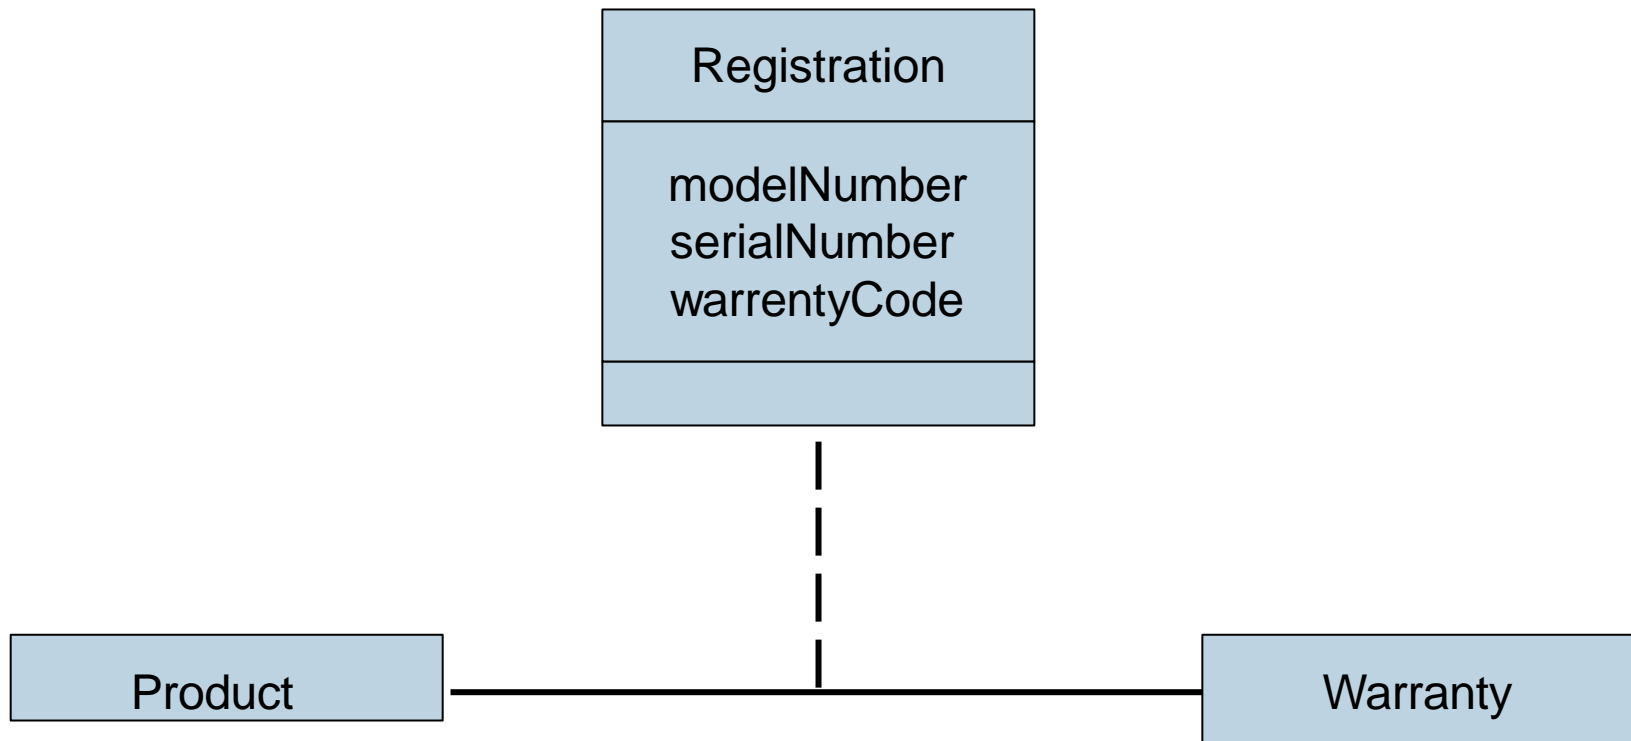 Registration
modelNumber
serialNumber
warrentyCode
Product
Warranty